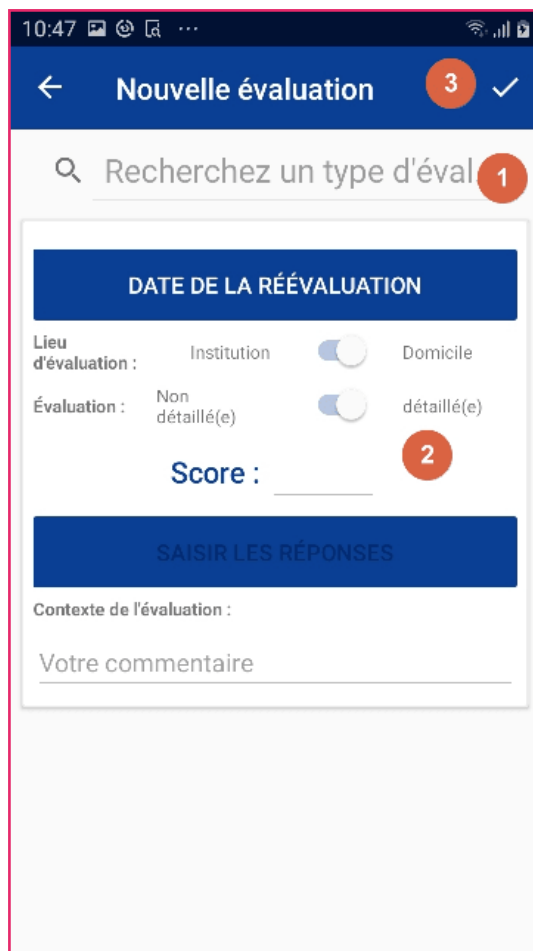 10:47 ...
Nouvelle évaluation 3
Recherchez un type d'éval. 1
DATE DE LA RÉÉVALUATION
Lieu
d'évaluation :
Institution Domicile
Évaluation :
Non
détaillé(e)
détaillé(e)
2
Score :
SAISIR LES RÉPONSES
Contexte de l'évaluation :
Votre commentaire